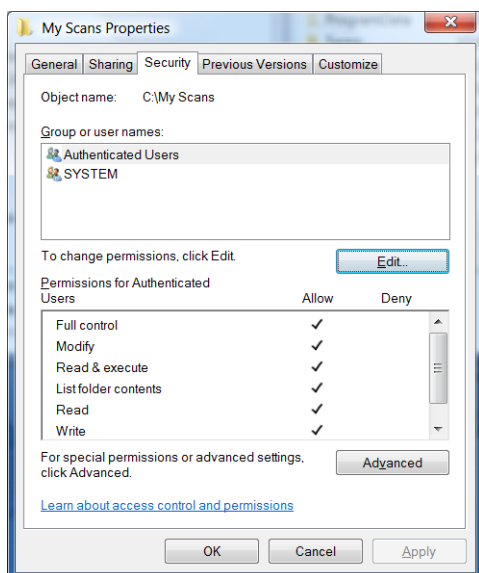 My Scans Properties
General Sharing Security Previous Versions Customize
Object name: C:\My Scans
Group or user names:
Authenticated Users
SYSTEM
To change permissions, click Edit.
Edit...
Permissions for Authenticated
Users Allow Deny
Full control
Modify
Read & execute
List folder contents
Read
Write
For special permissions or advanced settings,
click Advanced.
Advanced
Learn about access control and permissions
OK Cancel Apply